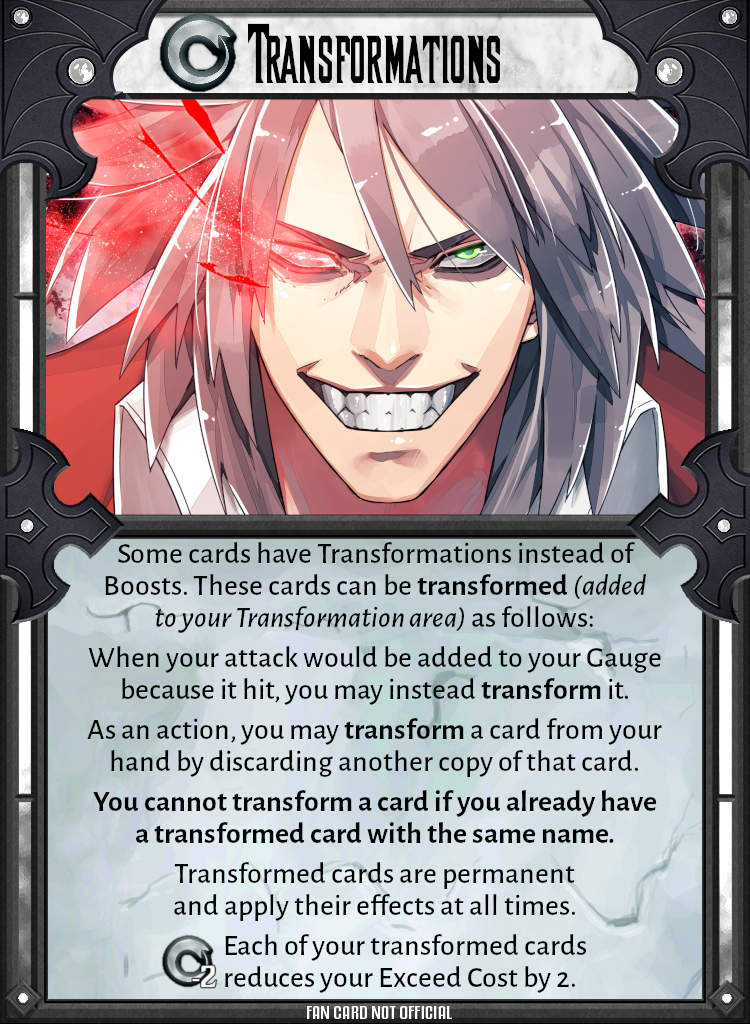 Transformations
Some cards have Transformations instead of
Boosts. These cards can be transformed (added
to your Transformation area) as follows:
When your attack would be added to your Gauge
because it hit, you may instead transform it.
As an action, you may transform a card from your
hand by discarding another copy of that card.
You cannot transform a card if you already have
a transformed card with the same name.
Transformed cards are permanent
and apply their effects at all times.
-2 Each of your transformed cards
reduces your Exceed Cost by 2.
FAN CARD NOT OFFICIAL